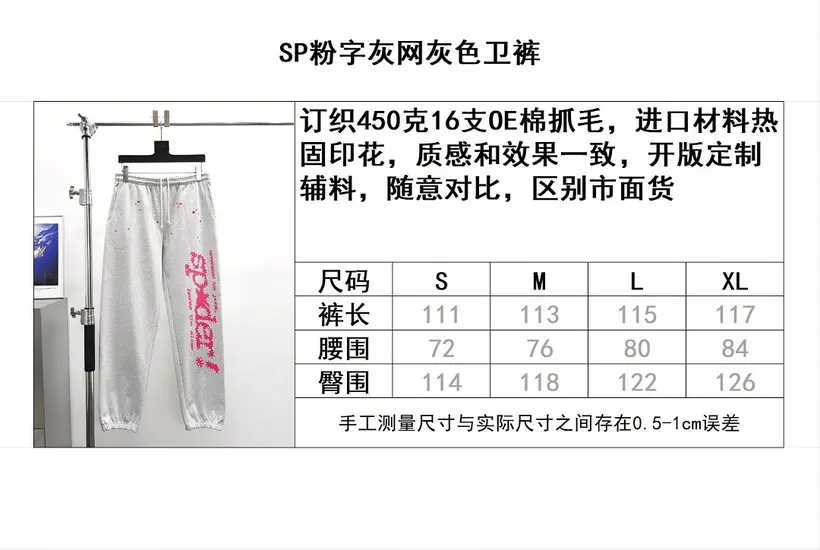 SP粉字灰网灰色卫裤
订织450克16支OE棉抓毛，进口材料热
固印花，质感和效果一致，开版定制
辅料，随意对比，区别市面货
尺码 S M L XL
裤长 111 113 115 117
腰围 72 76 80 84
臀围 114 118 122 126
手工测量尺寸与实际尺寸之间存在0.5-1cm误差
sp★der!